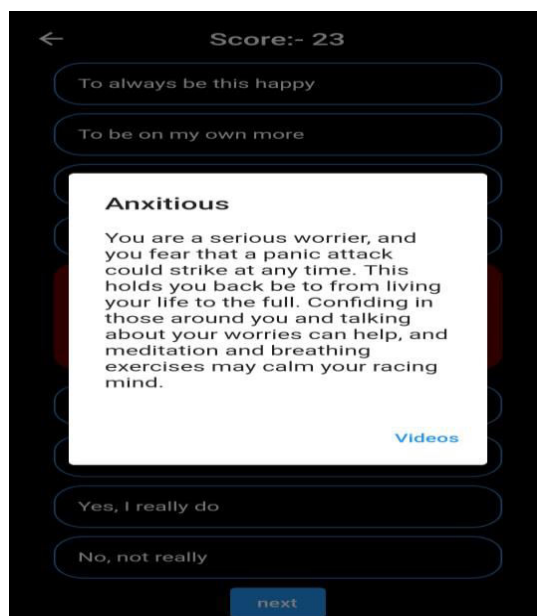 Score:- 23
To always be this happy
To be on my own more
Anxitious
You are a serious worrier, and
you fear that a panic attack
could strike at any time. This
holds you back be to from living
your life to the full. Confiding in
those around you and talking
about your worries can help, and
meditation and breathing
exercises may calm your racing
mind.
Videos
Yes, I really do
No, not really
next